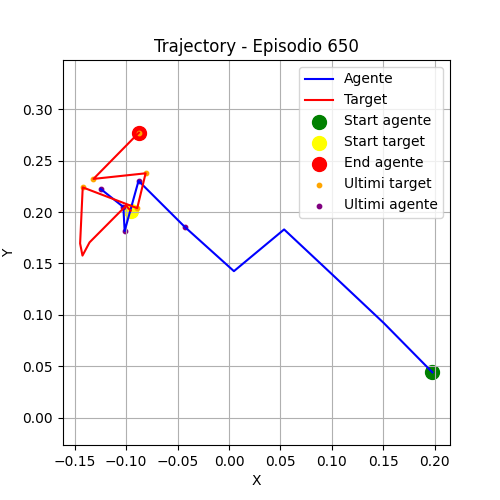 Trajectory - Episodio 650
Agente
Target
Start agente
Start target
End agente
Ultimi target
Ultimi agente
0.30
0.25
0.20
0.15
0.10
0.05
0.00
Y
−0.15 −0.10 −0.05 0.00 0.05 0.10 0.15 0.20
X